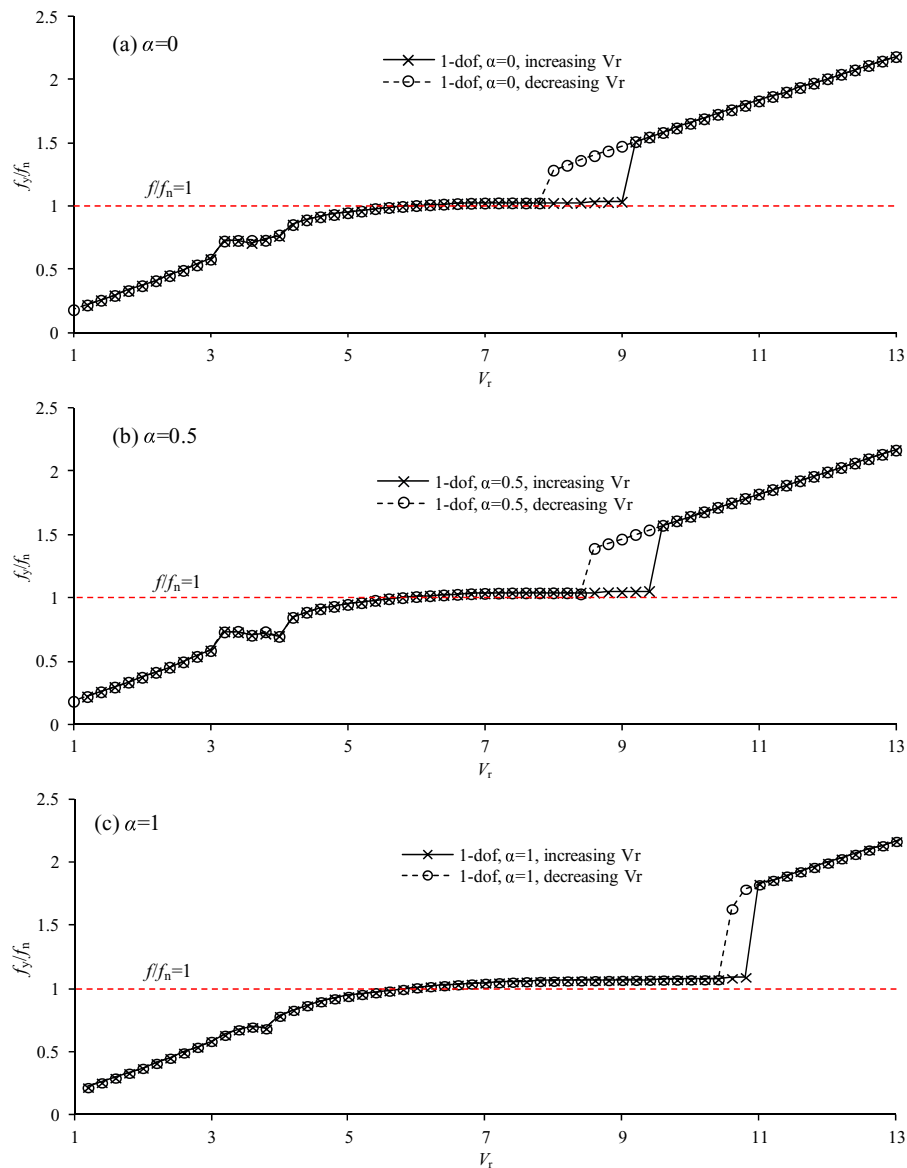 (a) α=0
1-dof, α=0, increasing Vr
1-dof, α=0, decreasing Vr
f/fn=1
fy/fn
2.5
2
1.5
1
0.5
0
1 3 5 7 9 11 13
Vr
(b) α=0.5
1-dof, α=0.5, increasing Vr
1-dof, α=0.5, decreasing Vr
f/fn=1
fy/fn
2.5
2
1.5
1
0.5
0
1 3 5 7 9 11 13
Vr
(c) α=1
1-dof, α=1, increasing Vr
1-dof, α=1, decreasing Vr
f/fn=1
fy/fn
2.5
2
1.5
1
0.5
0
1 3 5 7 9 11 13
Vr